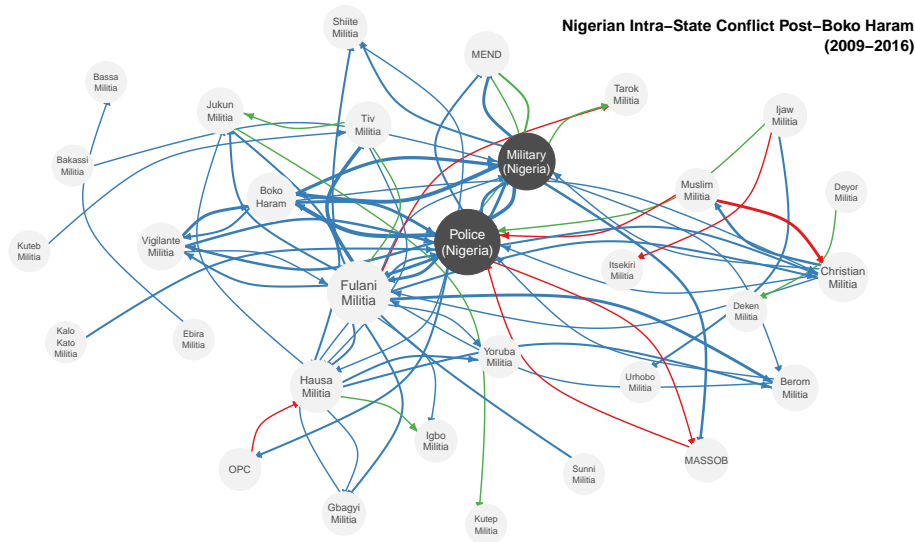 Nigerian Intra−State Conflict Post−Boko Haram
(2009−2016)
Shiite
Militia
MEND
Bassa
Militia
Tarok
Militia
Jukun
Militia
Tiv
Militia
Ijaw
Militia
Bakassi
Militia
Military
(Nigeria)
Boko
Haram
Muslim
Militia
Deyor
Militia
Kuteb
Militia
Vigilante
Militia
Police
(Nigeria)
Itsekiri
Militia
Christian
Militia
Fulani
Militia
Deken
Militia
Kalo
Kato
Militia
Ebira
Militia
Yoruba
Militia
Hausa
Militia
Urhobo
Militia
Berom
Militia
Igbo
Militia
OPC
MASSOB
Sunni
Militia
Gbagyi
Militia
Kutep
Militia